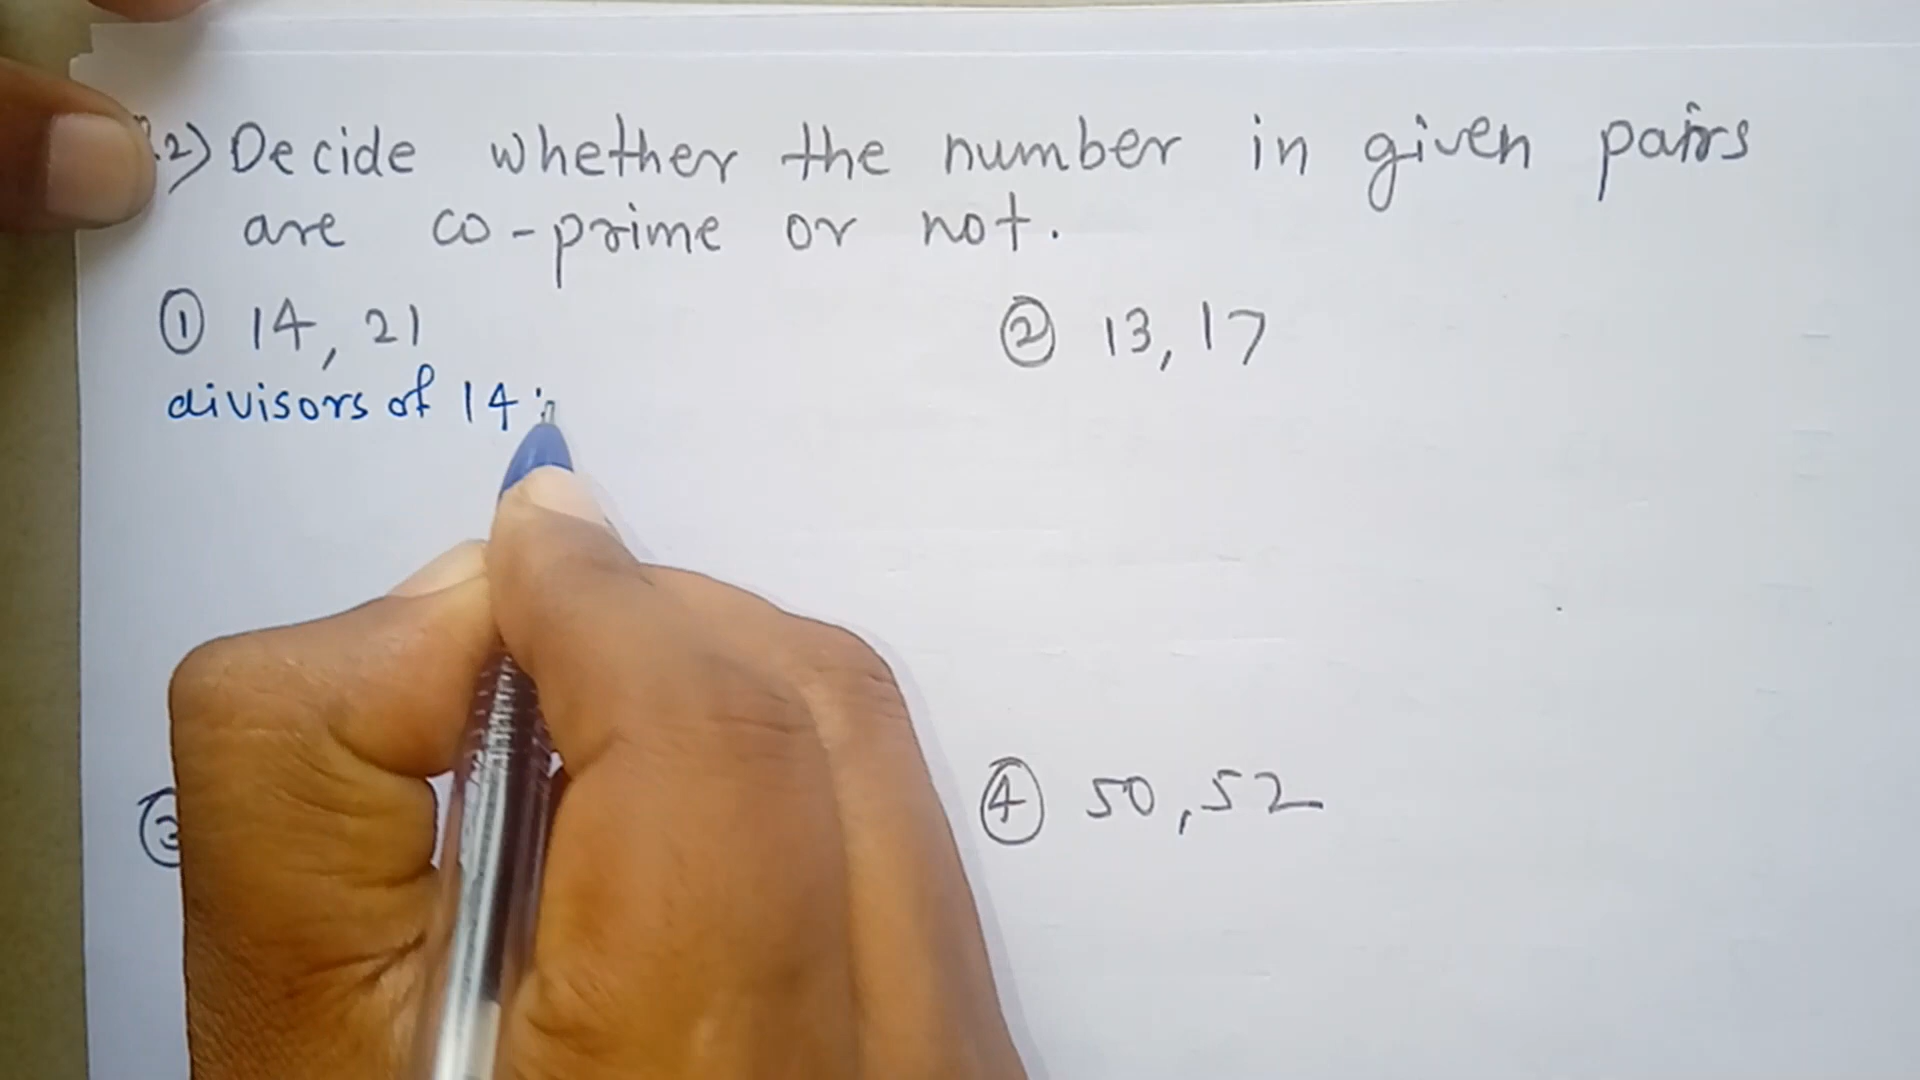 .2) Decide whether the number in given pairs
are co-prime or not.
① 14, 21
② 13, 17
divisors of 14:
③
④ 50, 52